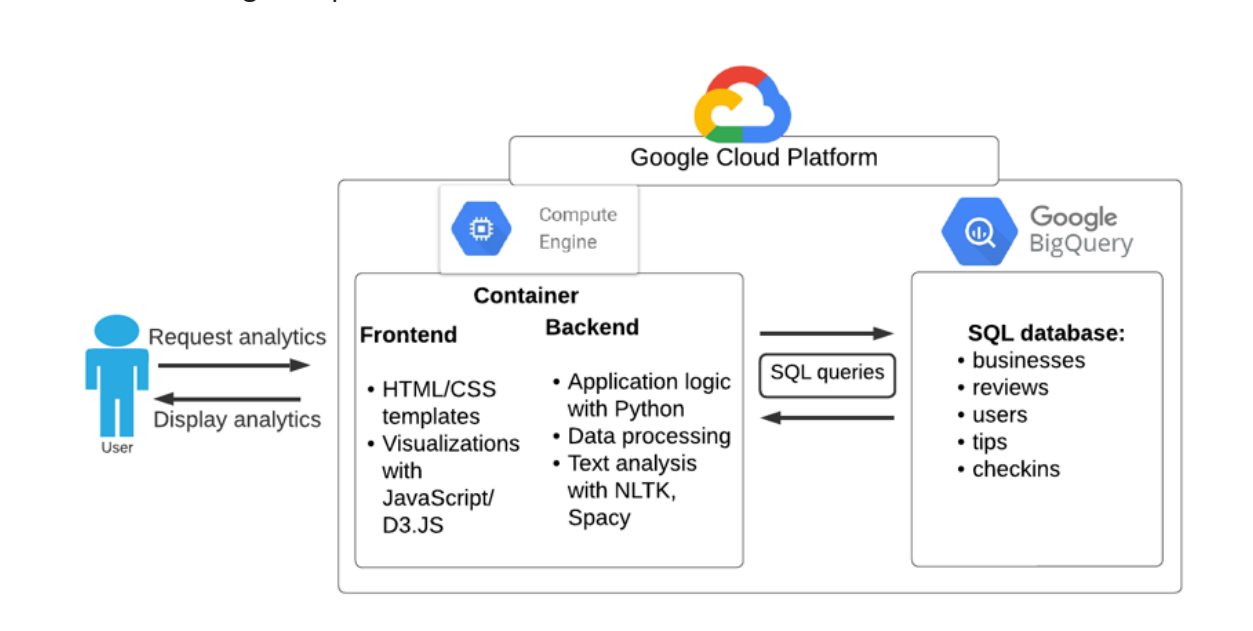 Google Cloud Platform
Compute
Engine
Google
BigQuery
Container
Frontend
Backend
• HTML/CSS
templates
• Visualizations
with
JavaScript/
D3.JS
• Application logic
with Python
• Data processing
• Text analysis
with NLTK,
Spacy
Request analytics
Display analytics
User
SQL queries
SQL database:
• businesses
• reviews
• users
• tips
• checkins